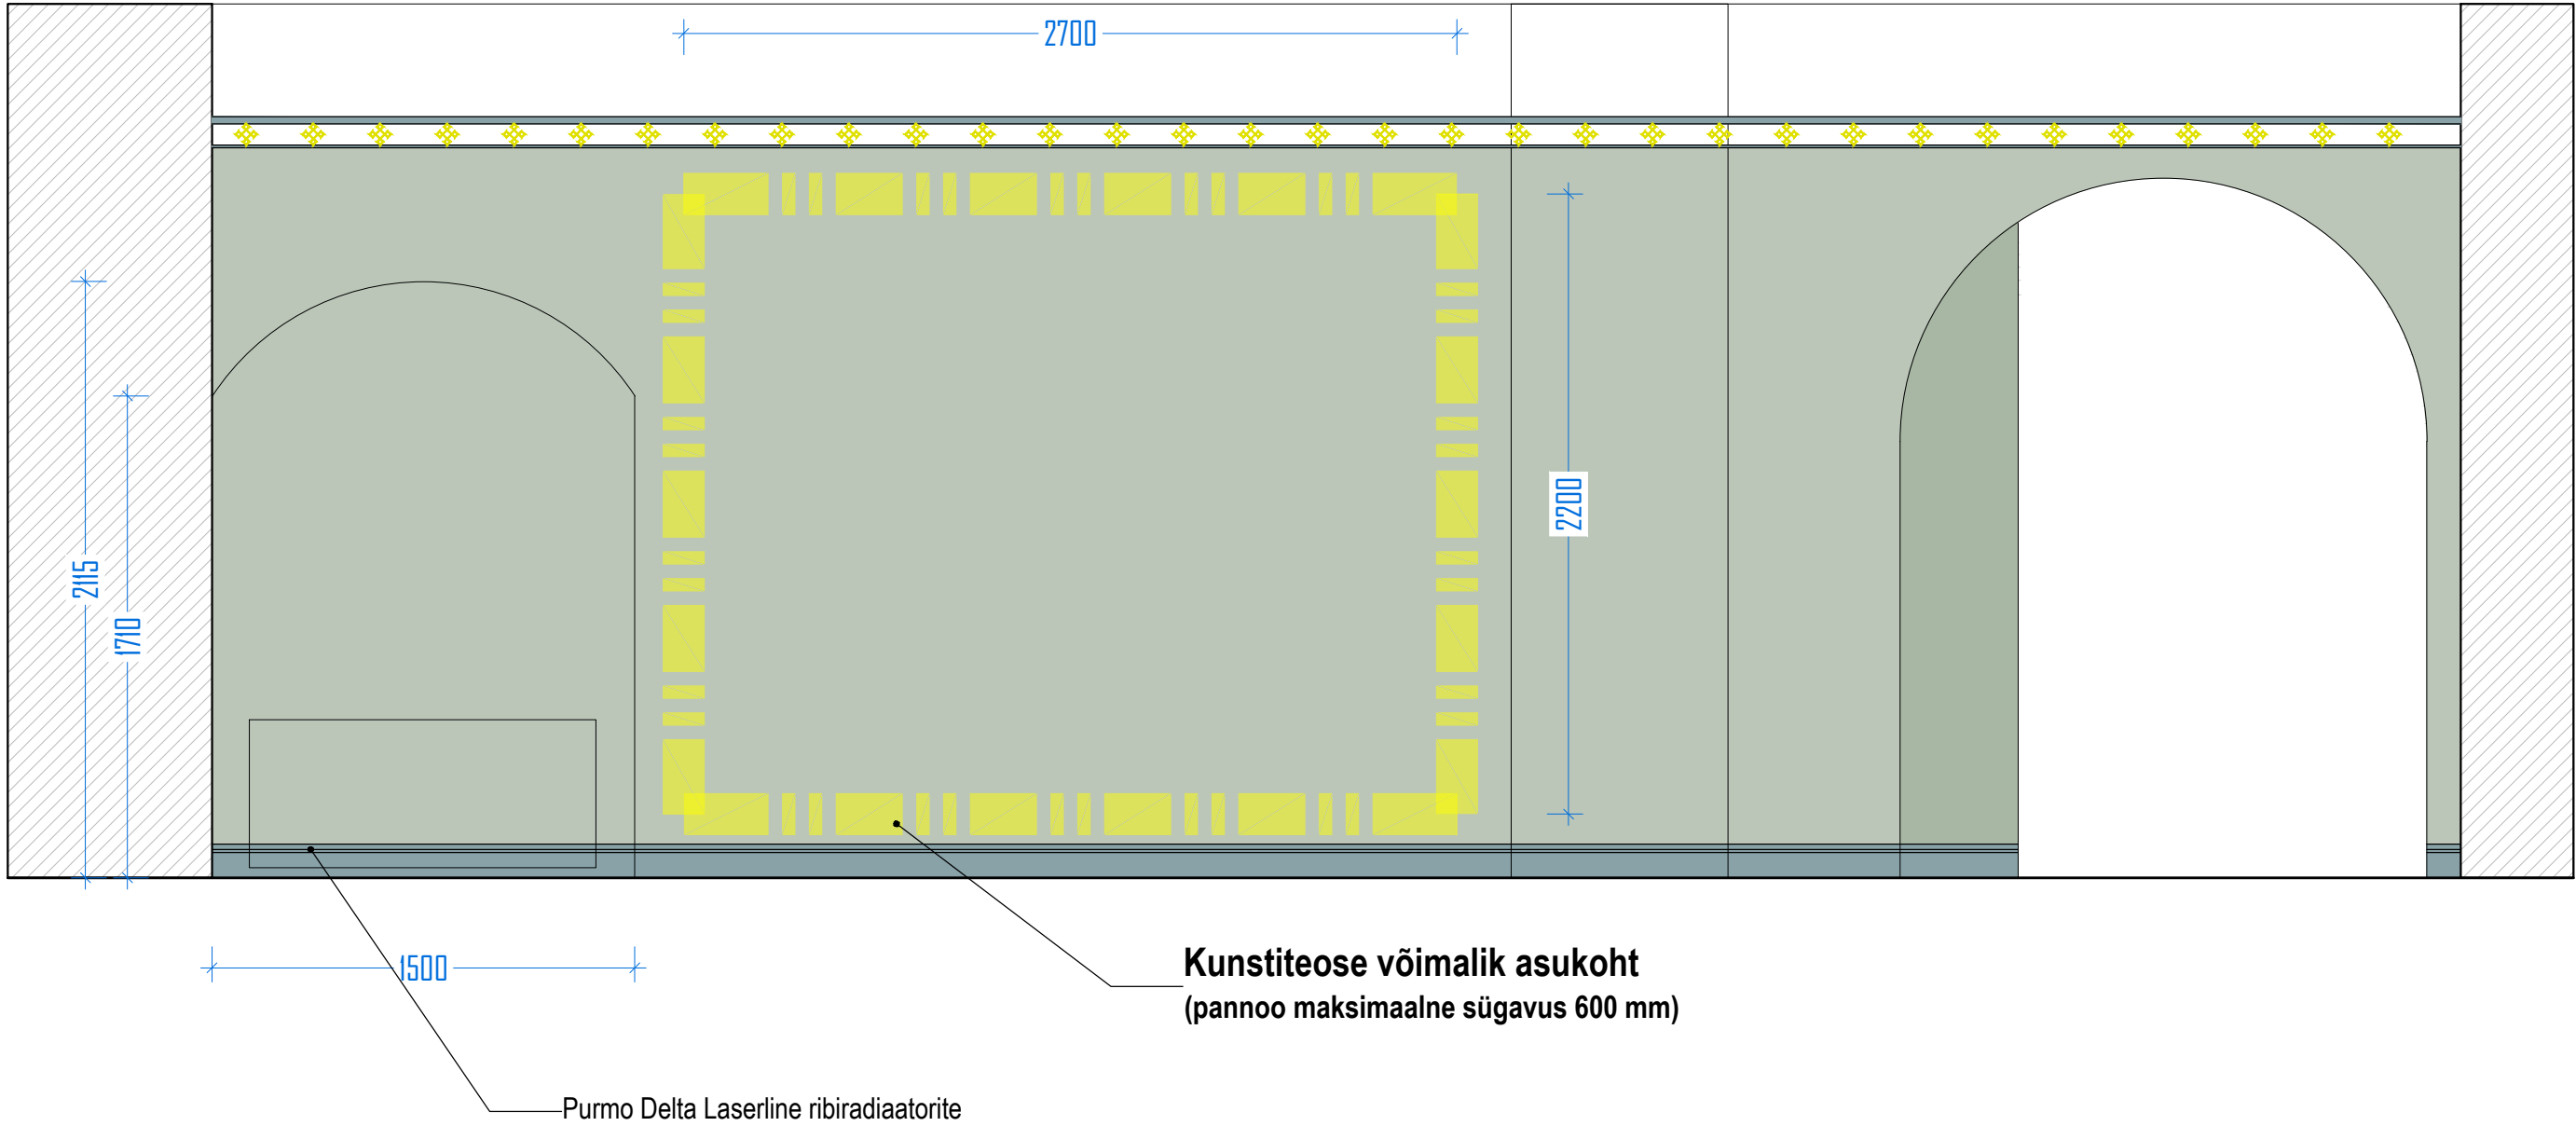 2700
2200
2115
1710
1500
Kunstiteose võimalik asukoht
(pannoo maksimaalne sügavus 600 mm)
Purmo Delta Laserline ribiradiaatorite